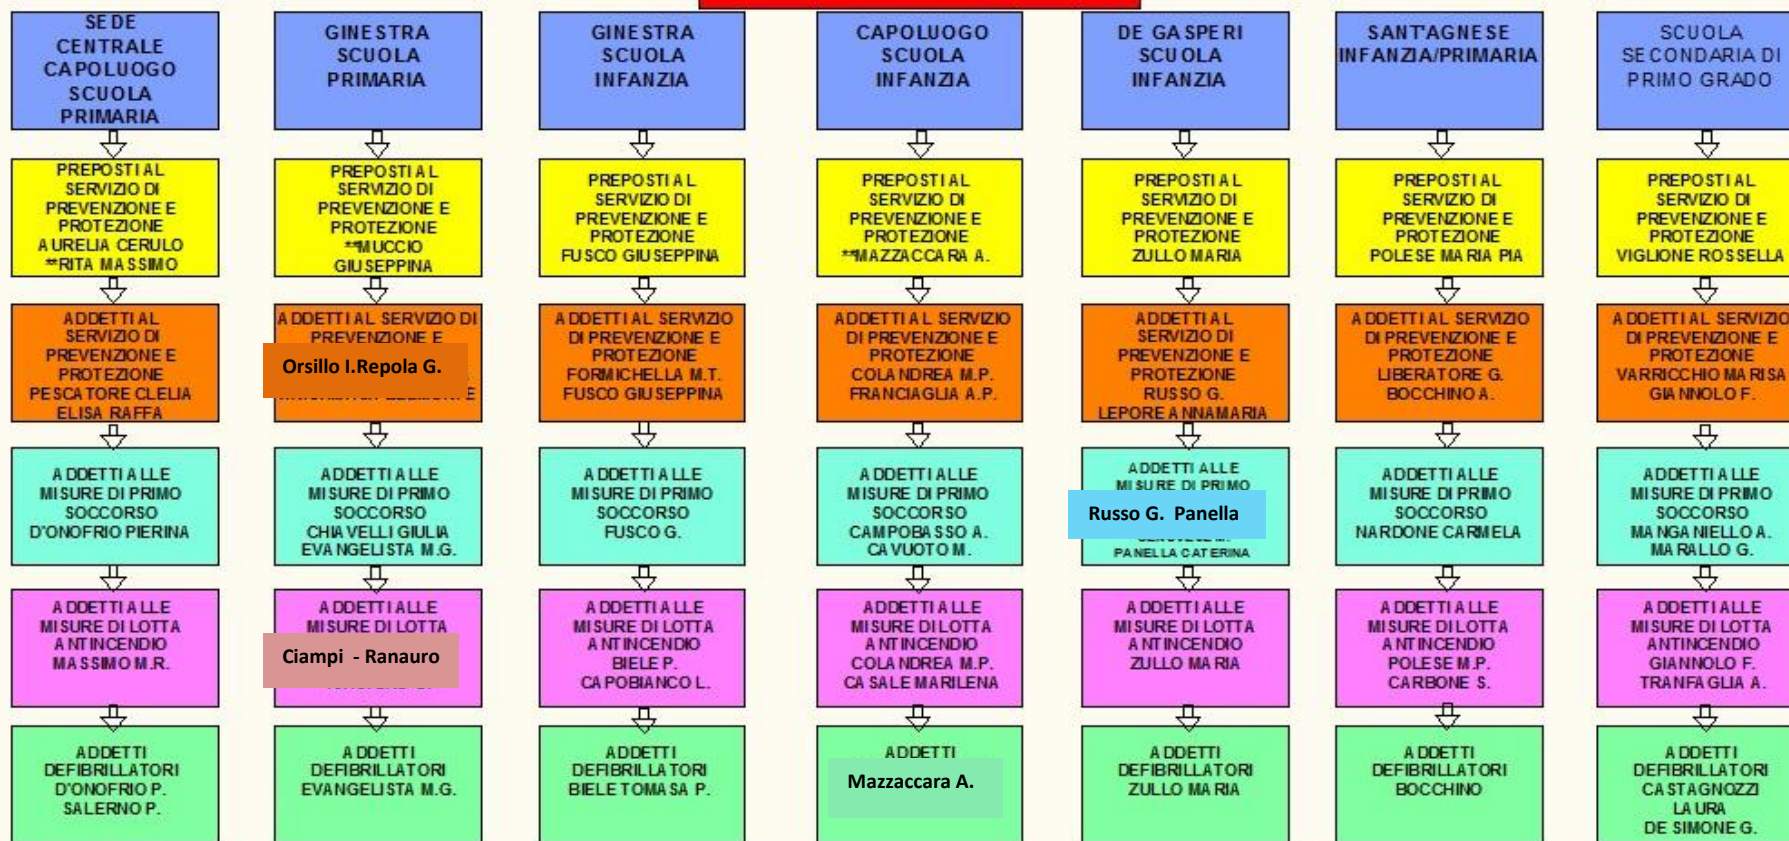 SEDE
CENTRALE
CAPOLUOGO
SCUOLA
PRIMARIA
PREPOSTI AL
SERVIZIO DI
PREVENZIONE E
PROTEZIONE
AURELIA CERULO
**RITA MASSIMO
ADDETTI AL
SERVIZIO DI
PREVENZIONE E
PROTEZIONE
PESCATORE CLELIA
ELISA RAFFA
ADDETTI ALLE
MISURE DI PRIMO
SOCCORSO
D'ONOFRIO PIERINA
ADDETTI ALLE
MISURE DI LOTTA
ANTINCENDIO
MASSIMO M.R.
ADDETTI
DEFIBRILLATORI
D'ONOFRIO P.
SALERNO P.
GINESTRA
SCUOLA
PRIMARIA
PREPOSTI AL
SERVIZIO DI
PREVENZIONE E
PROTEZIONE
**MUCCIO
GIUSEPPINA
ADDETTI AL SERVIZIO DI
PREVENZIONE E
Orsillo I.Repola G.
ADDETTI ALLE
MISURE DI PRIMO
SOCCORSO
CHIAVELLI GIULIA
EVANGELISTA M.G.
ADDETTI ALLE
MISURE DI LOTTA
Ciampi - Ranauro
ADDETTI
DEFIBRILLATORI
EVANGELISTA M.G.
GINESTRA
SCUOLA
INFANZIA
PREPOSTI AL
SERVIZIO DI
PREVENZIONE E
PROTEZIONE
FUSCO GIUSEPPINA
ADDETTI AL SERVIZIO
DI PREVENZIONE E
PROTEZIONE
FORMICHELLA M.T.
FUSCO GIUSEPPINA
ADDETTI ALLE
MISURE DI PRIMO
SOCCORSO
FUSCO G.
ADDETTI ALLE
MISURE DI LOTTA
ANTINCENDIO
BIELE P.
CAPOBIANCO L.
ADDETTI
DEFIBRILLATORI
BIELE TOMASA P.
CAPOLUOGO
SCUOLA
INFANZIA
PREPOSTI AL
SERVIZIO DI
PREVENZIONE E
PROTEZIONE
**MAZZACCARA A.
ADDETTI AL SERVIZIO
DI PREVENZIONE E
PROTEZIONE
COLANDREA M.P.
FRANCIAGLIA A.P.
ADDETTI ALLE
MISURE DI PRIMO
SOCCORSO
CAMPOBASSO A.
CAVUOTO M.
ADDETTI ALLE
MISURE DI LOTTA
ANTINCENDIO
COLANDREA M.P.
CASALE MARILENA
ADDETTI
Mazzaccara A.
DE GASPERI
SCUOLA
INFANZIA
PREPOSTI AL
SERVIZIO DI
PREVENZIONE E
PROTEZIONE
ZULLO MARIA
ADDETTI AL
SERVIZIO DI
PREVENZIONE E
PROTEZIONE
RUSSO G.
LEPORE ANNAMARIA
ADDETTI ALLE
MISURE DI PRIMO
Russo G. Panella
PANELLA CATERINA
ADDETTI ALLE
MISURE DI LOTTA
ANTINCENDIO
ZULLO MARIA
ADDETTI
DEFIBRILLATORI
ZULLO MARIA
SANT'AGNESE
INFANZIA/PRIMARIA
PREPOSTI AL
SERVIZIO DI
PREVENZIONE E
PROTEZIONE
POLESE MARIA PIA
ADDETTI AL SERVIZIO
DI PREVENZIONE E
PROTEZIONE
LIBERATORE G.
BOCCHINO A.
ADDETTI ALLE
MISURE DI PRIMO
SOCCORSO
NARDONE CARMELA
ADDETTI ALLE
MISURE DI LOTTA
ANTINCENDIO
POLESE M.P.
CARBONE S.
ADDETTI
DEFIBRILLATORI
BOCCHINO
SCUOLA
SECONDARIA DI
PRIMO GRADO
PREPOSTI AL
SERVIZIO DI
PREVENZIONE E
PROTEZIONE
VIGLIONE ROSSELLA
ADDETTI AL SERVIZIO
DI PREVENZIONE E
PROTEZIONE
VARRICCHIO MARISA
GIANNOLO F.
ADDETTI ALLE
MISURE DI PRIMO
SOCCORSO
MANGANIELLO A.
MARALLO G.
ADDETTI ALLE
MISURE DI LOTTA
ANTINCENDIO
GIANNOLO F.
TRANFAGLIA A.
ADDETTI
DEFIBRILLATORI
CASTAGNOZZI
LAURA
DE SIMONE G.